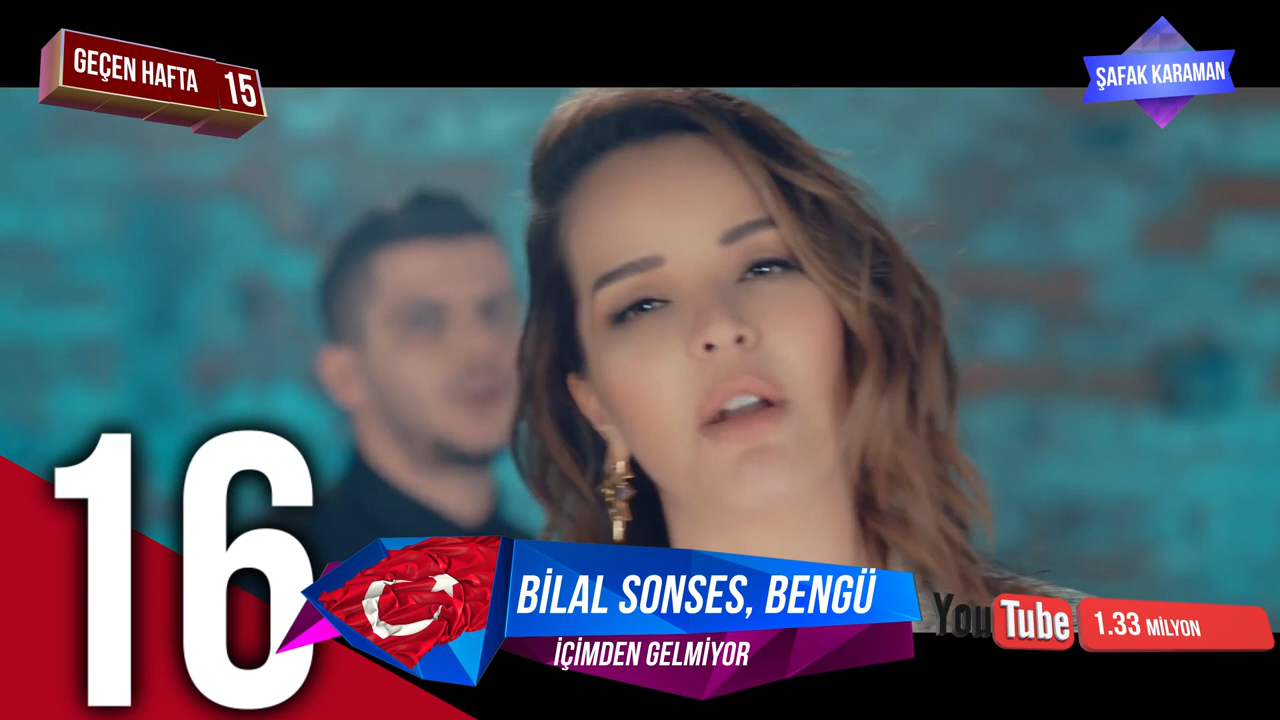 GEÇEN HAFTA 15
ŞAFAK KARAMAN
16
BİLAL SONSES, BENGÜ
İÇİMDEN GELMİYOR
YouTube 1.33 MİLYON